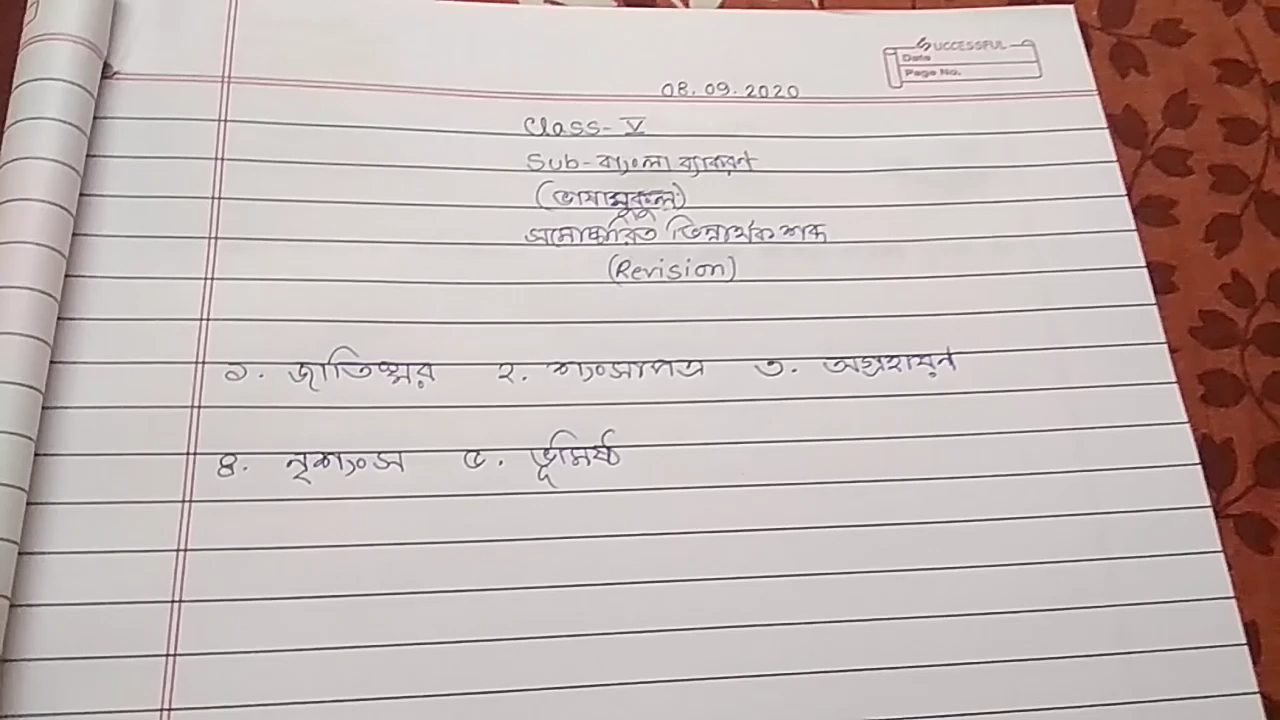 SUCCESSFUL
Date
Page No.
08.09.2020
Class-V
Sub-বাংলা ব্যাকরণ
(ভাষামুকুল)
সমোচ্চারিত ভিন্নার্থক শব্দ
(Revision)
১. জাতিস্মর ২. শংসাপত্র ৩. অগ্রহায়ণ
৪. নৃশংস ৫. ভূমিষ্ঠ